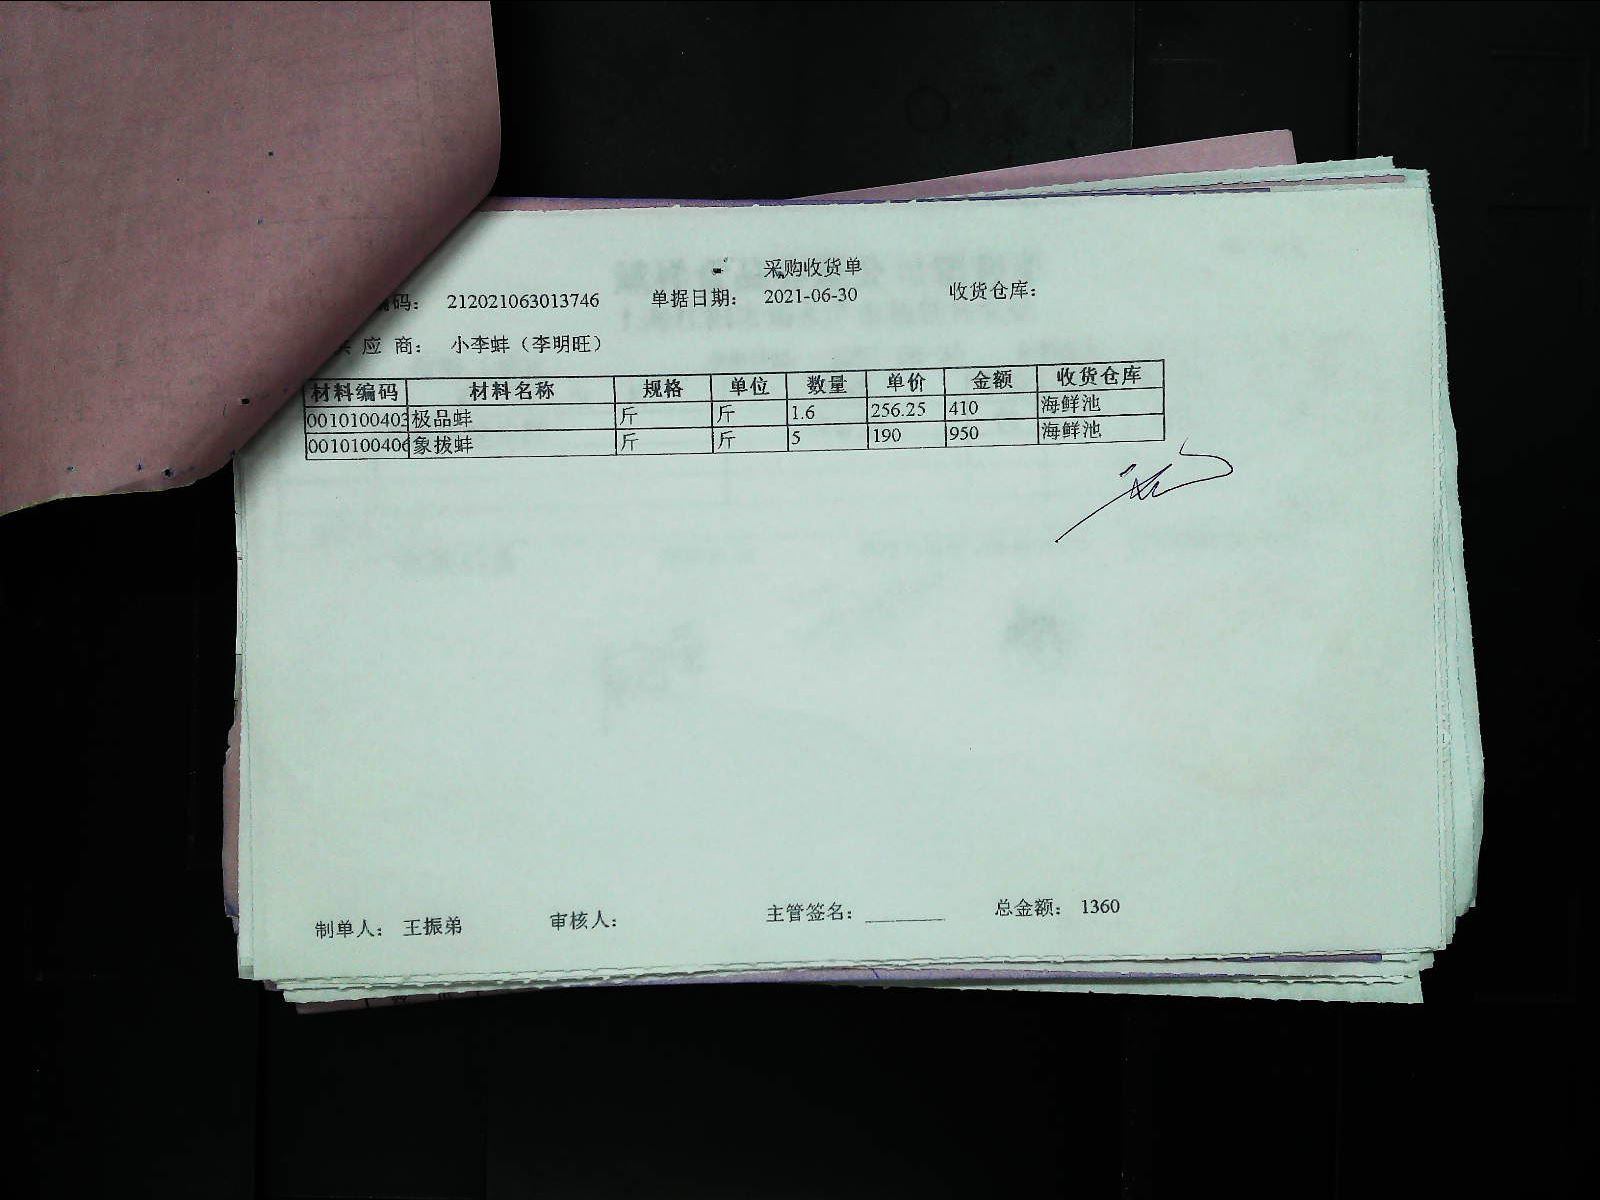 采购收货单
编码： 212021063013746 单据日期： 2021-06-30 收货仓库：
供 应 商： 小李蚌（李明旺）
材料编码 材料名称 规格 单位 数量 单价 金额 收货仓库
0010100403 极品蚌 斤 斤 1.6 256.25 410 海鲜池
0010100406 象拔蚌 斤 斤 5 190 950 海鲜池
制单人： 王振弟 审核人： 主管签名： ________ 总金额： 1360